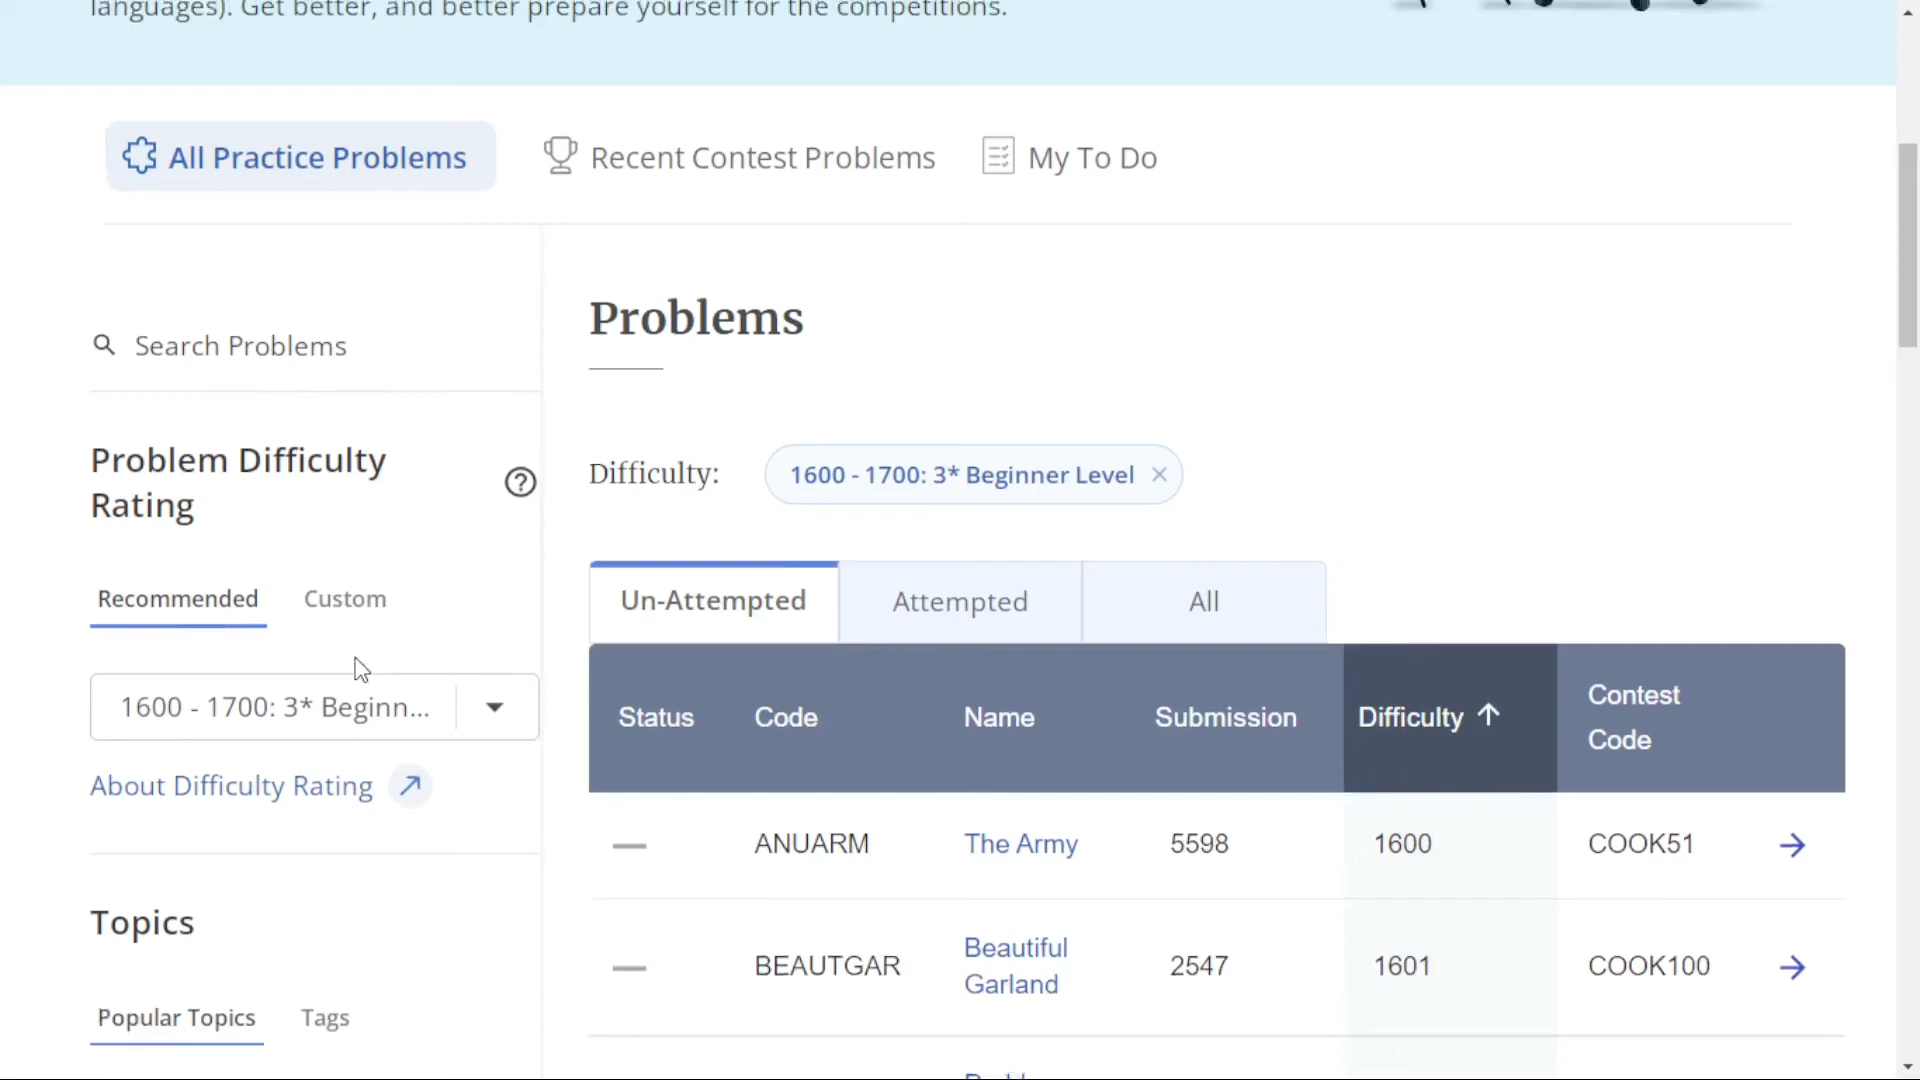 languages). Get better, and better prepare yourself for the competitions.
All Practice Problems
Recent Contest Problems
My To Do
Search Problems
Problem Difficulty
Rating
Recommended
Custom
1600 - 1700: 3* Beginn...
About Difficulty Rating
Topics
Popular Topics
Tags
Problems
Difficulty:
1600 - 1700: 3* Beginner Level
Un-Attempted
Attempted
All
Status
Code
Name
Submission
Difficulty
Contest
Code
ANUARM
The Army
5598
1600
COOK51
BEAUTGAR
Beautiful
Garland
2547
1601
COOK100